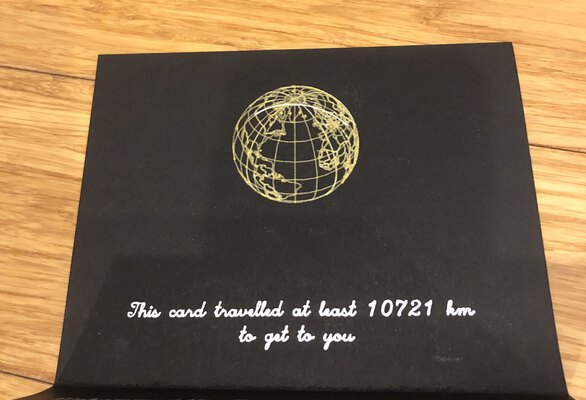 This card travelled at least 10721 km
to get to you